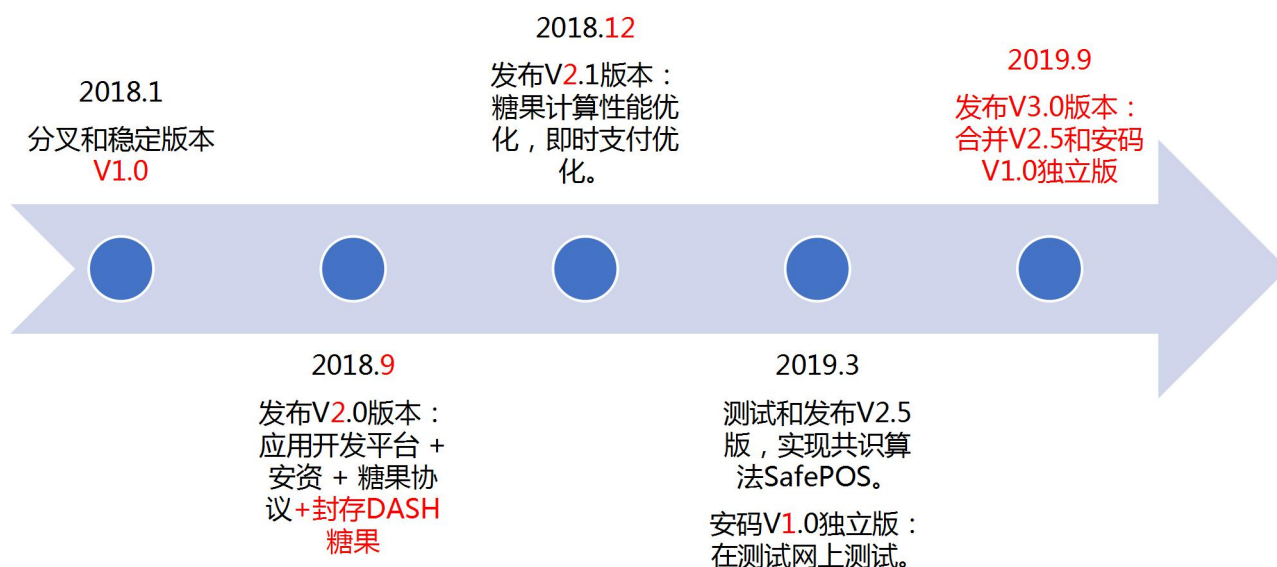 2018.1
分叉和稳定版本
V1.0
2018.9
发布V2.0版本：
应用开发平台 +
安资 + 糖果协
议+封存DASH
糖果
2018.12
发布V2.1版本：
糖果计算性能优
化，即时支付优
化。
2019.3
测试和发布V2.5
版，实现共识算
法SafePOS。
安码V1.0独立版：
在测试网上测试。
2019.9
发布V3.0版本：
合并V2.5和安码
V1.0独立版